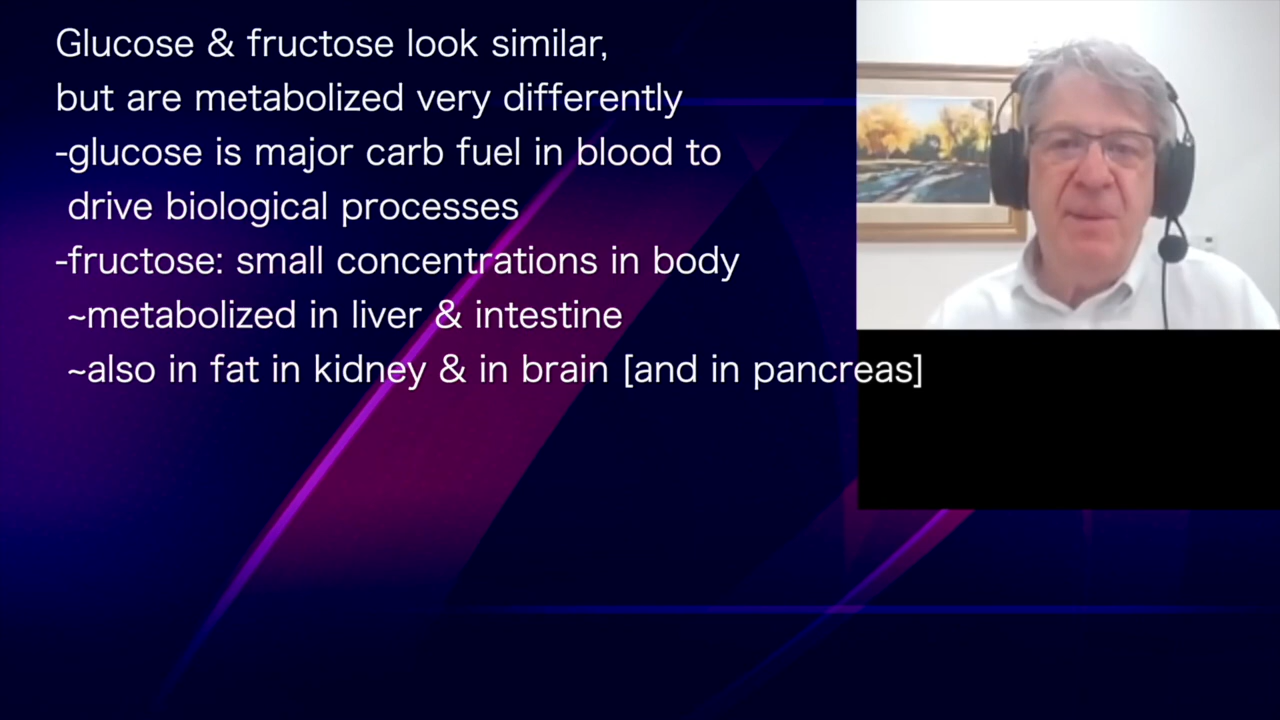 Glucose & fructose look similar,
but are metabolized very differently
-glucose is major carb fuel in blood to
drive biological processes
-fructose: small concentrations in body
~metabolized in liver & intestine
~also in fat in kidney & in brain [and in pancreas]